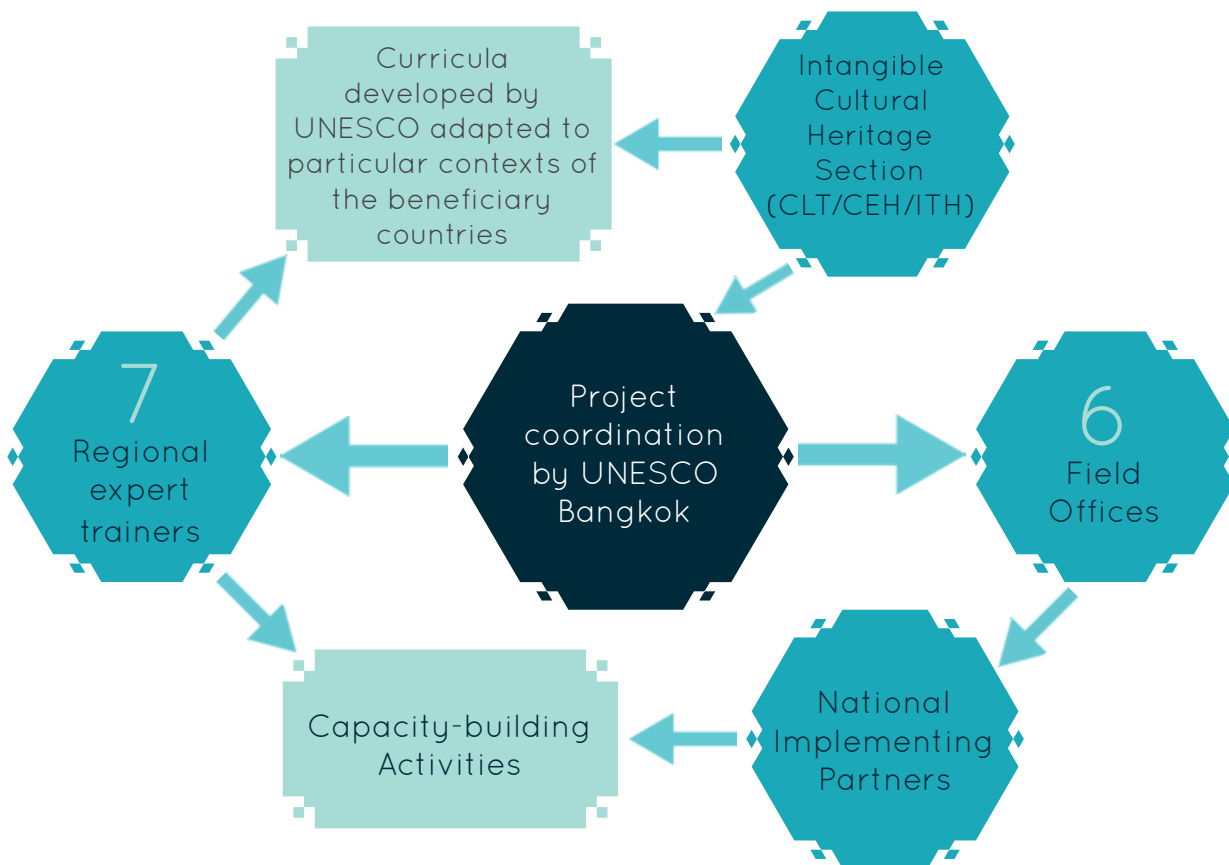 Curricula
developed by
UNESCO adapted to
particular contexts of
the beneficiary
countries
Intangible
Cultural
Heritage
Section
(CLT/CEH/ITH)
7
Regional
expert
trainers
Project
coordination
by UNESCO
Bangkok
6
Field
Offices
Capacity-building
Activities
National
Implementing
Partners